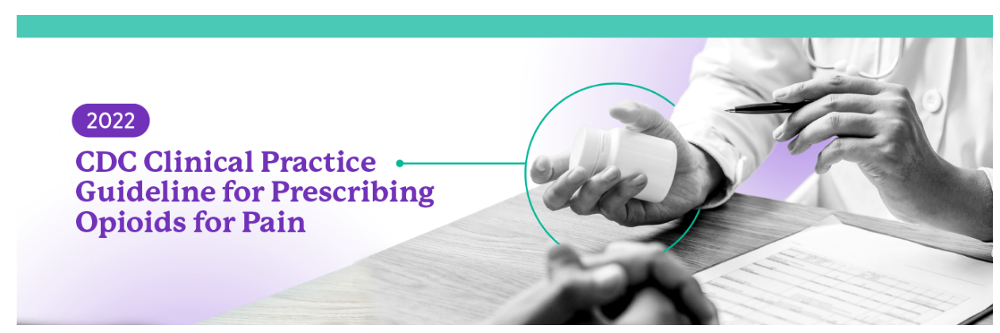 2022
CDC Clinical Practice
Guideline for Prescribing
Opioids for Pain